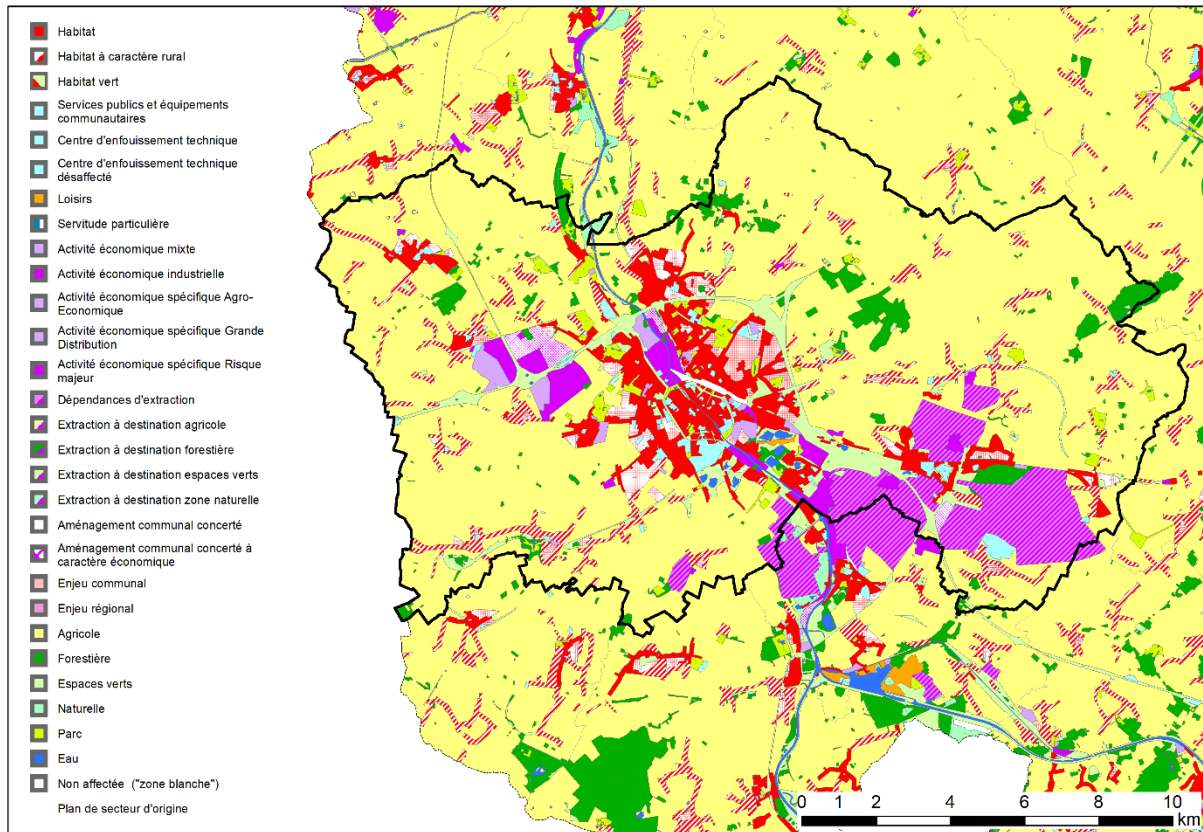 Habitat
Habitat à caractère rural
Habitat vert
Services publics et équipements
communautaires
Centre d'enfouissement technique
Centre d'enfouissement technique
désaffecté
Loisirs
Servitude particulière
Activité économique mixte
Activité économique industrielle
Activité économique spécifique Agro-
Economique
Activité économique spécifique Grande
Distribution
Activité économique spécifique Risque
majeur
Dépendances d'extraction
Extraction à destination agricole
Extraction à destination forestière
Extraction à destination espaces verts
Extraction à destination zone naturelle
Aménagement communal concerté
Aménagement communal concerté à
caractère économique
Enjeu communal
Enjeu régional
Agricole
Forestière
Espaces verts
Naturelle
Parc
Eau
Non affectée ("zone blanche")
Plan de secteur d'origine
0 1 2 4 6 8 10
km